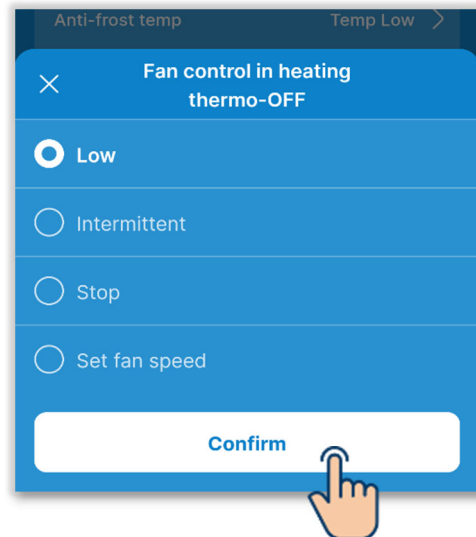 Anti-frost temp Temp Low >
Fan control in heating
thermo-OFF
Low
Intermittent
Stop
Set fan speed
Confirm